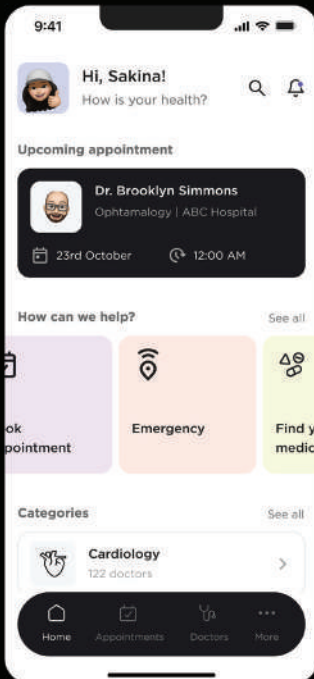 9:41
Hi, Sakina!
How is your health?
Upcoming appointment
Dr. Brooklyn Simmons
Ophtamalogy | ABC Hospital
23rd October 12:00 AM
How can we help? See all
ok
pointment
Emergency
Find y
medic
Categories See all
Cardiology
122 doctors
Home Appointments Doctors More